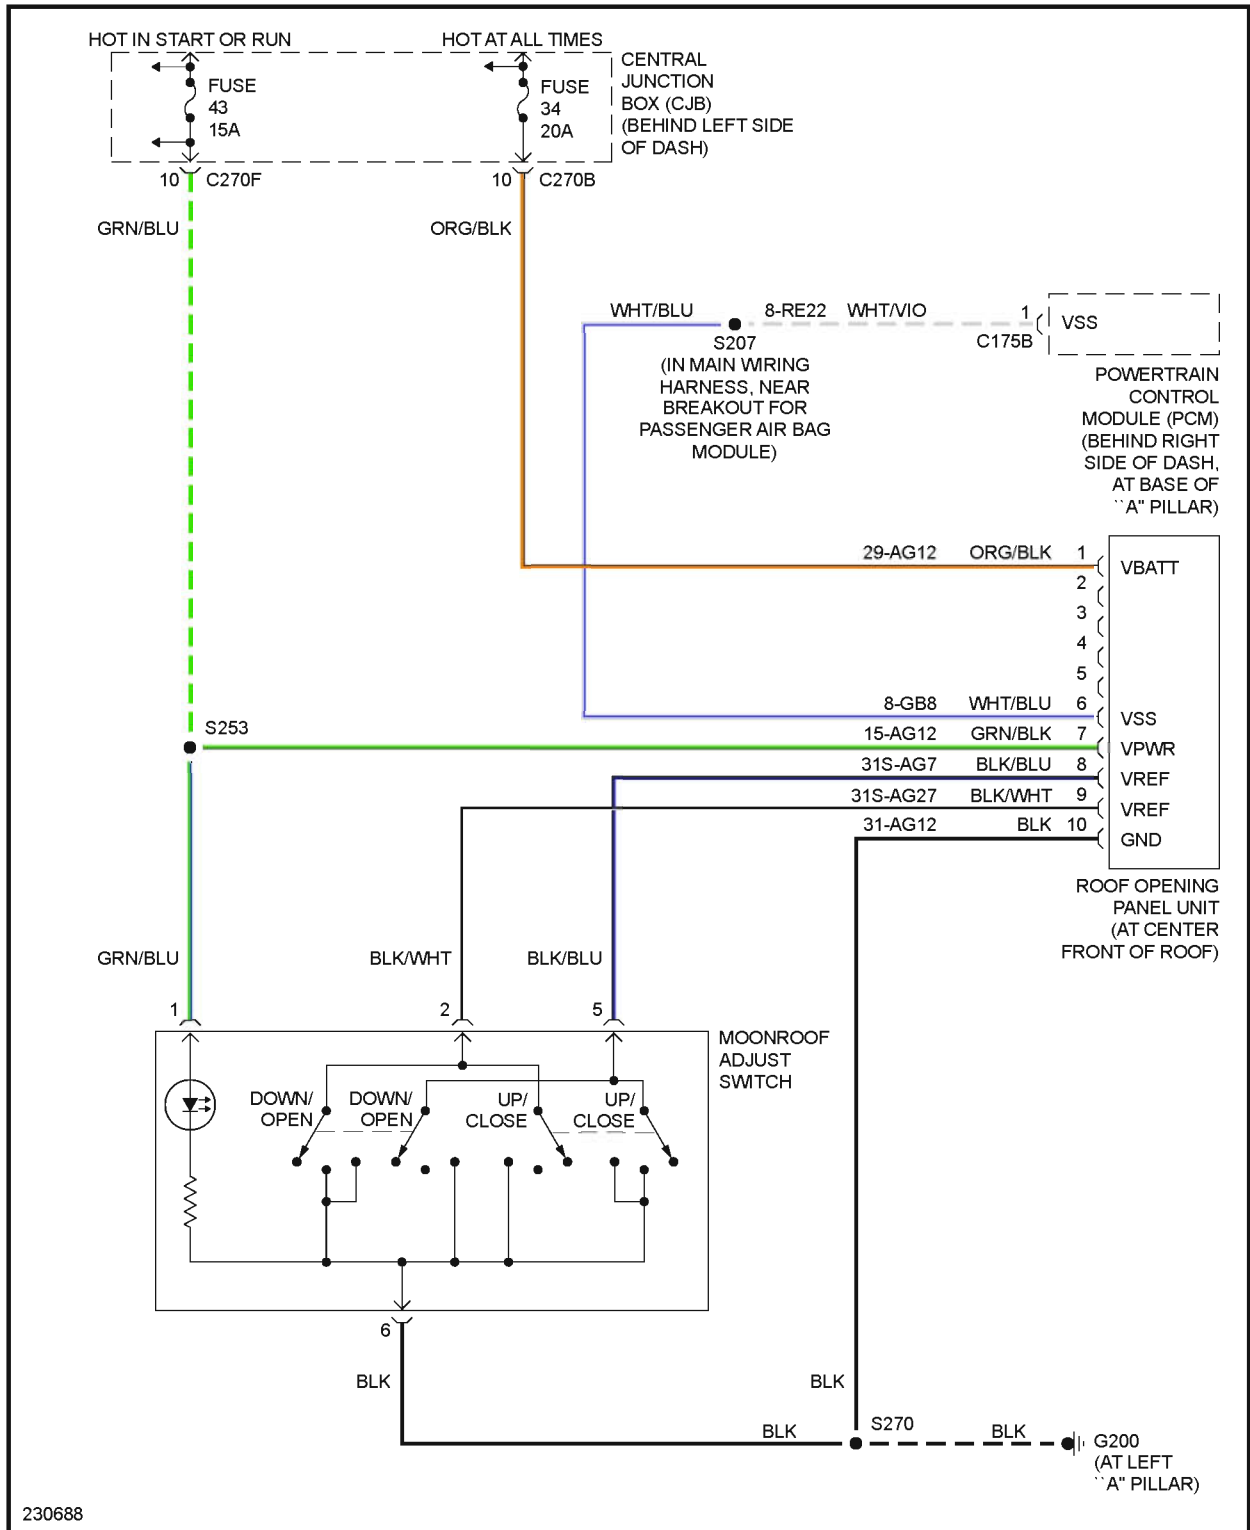 HOT IN START OR RUN
HOT AT ALL TIMES
FUSE
43
15A
FUSE
34
20A
CENTRAL
JUNCTION
BOX (CJB)
(BEHIND LEFT SIDE
OF DASH)
10 C270F
10 C270B
GRN/BLU
ORG/BLK
WHT/BLU
8-RE22 WHT/VIO
1
VSS
C175B
S207
(IN MAIN WIRING
HARNESS, NEAR
BREAKOUT FOR
PASSENGER AIR BAG
MODULE)
POWERTRAIN
CONTROL
MODULE (PCM)
(BEHIND RIGHT
SIDE OF DASH,
AT BASE OF
``A" PILLAR)
29-AG12 ORG/BLK 1
VBATT
2
3
4
5
8-GB8 WHT/BLU 6
VSS
S253
15-AG12 GRN/BLK 7
VPWR
31S-AG7 BLK/BLU 8
VREF
31S-AG27 BLK/WHT 9
VREF
31-AG12 BLK 10
GND
ROOF OPENING
PANEL UNIT
(AT CENTER
FRONT OF ROOF)
GRN/BLU
BLK/WHT
BLK/BLU
1
2
5
MOONROOF
ADJUST
SWITCH
DOWN/
OPEN
DOWN/
OPEN
UP/
CLOSE
UP/
CLOSE
6
BLK
BLK
BLK
S270
BLK
G200
(AT LEFT
``A" PILLAR)
230688